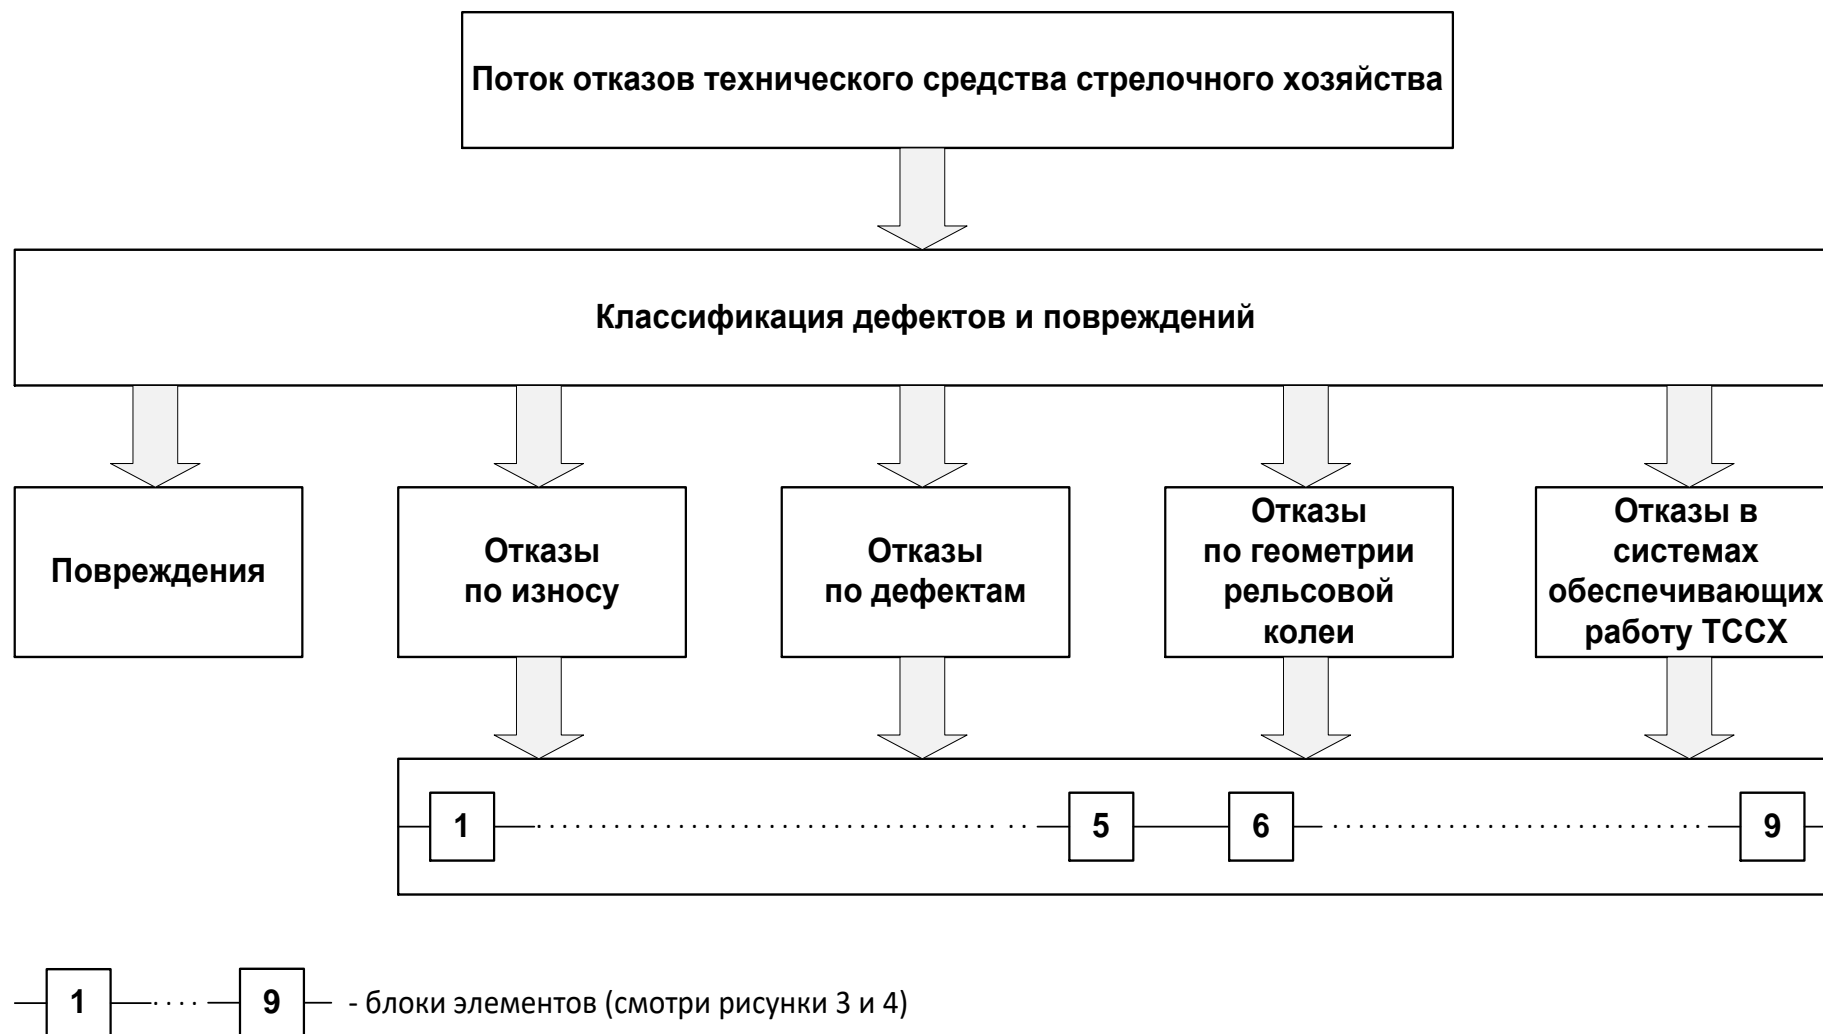 Поток отказов технического средства стрелочного хозяйства
Классификация дефектов и повреждений
Повреждения
Отказы
по износу
Отказы
по дефектам
Отказы
по геометрии
рельсовой
колеи
Отказы в
системах
обеспечивающих
работу ТССХ
1 5 6 9
1 9 - блоки элементов (смотри рисунки 3 и 4)